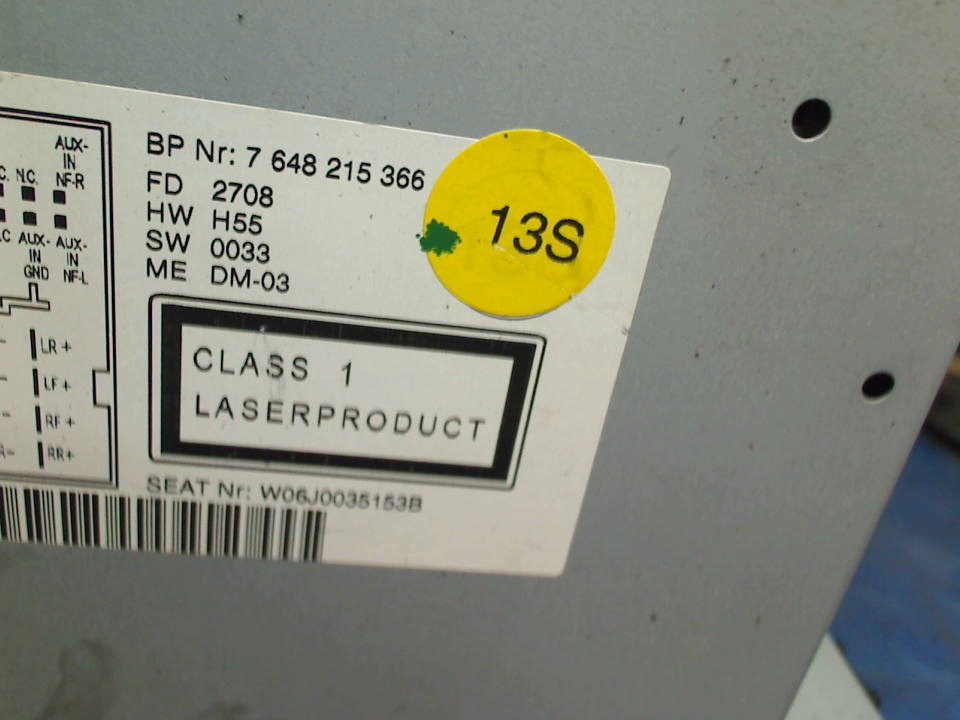 AUX-
IN
NF-R
C. N.C.
C AUX- AUX-
IN IN
GND NF-L
LR +
LF +
RF +
R- RR+
BP Nr: 7 648 215 366
FD 2708
HW H55
SW 0033
ME DM-03
13S
CLASS 1
LASERPRODUCT
SEAT Nr: W06J0035153B